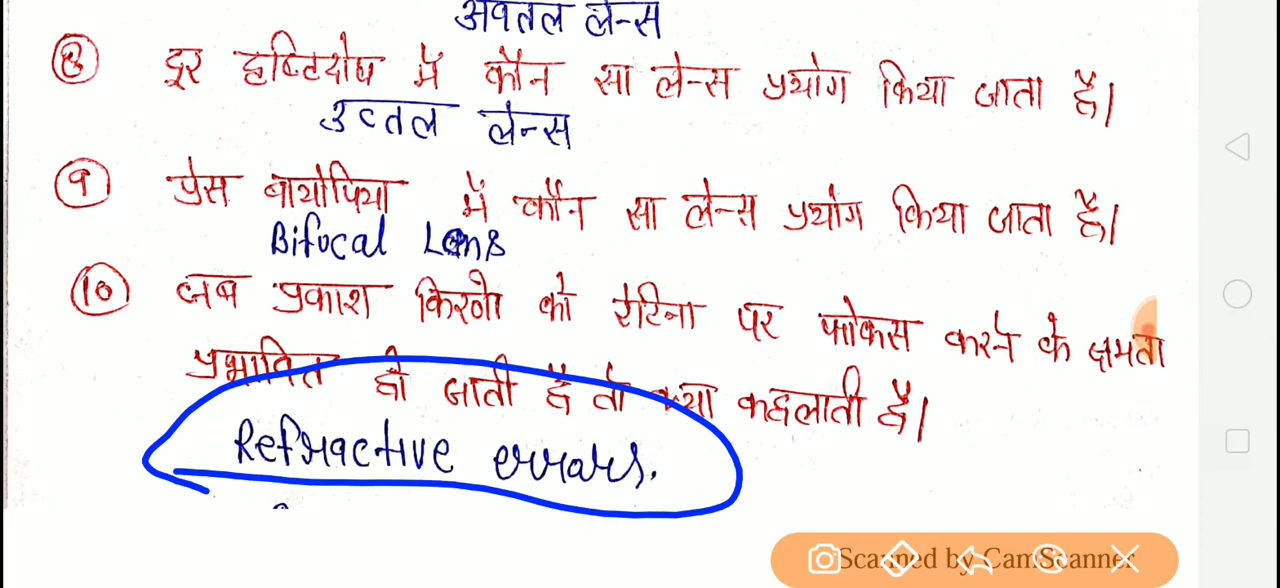 अवतल लेन्स
⑧ दूर दृष्टिदोष में कौन सा लेन्स प्रयोग किया जाता है।
उत्तल लेन्स
⑨ प्रेस बायोपिया में कौन सा लेन्स प्रयोग किया जाता है।
Bifocal Lens
⑩ जब प्रकाश किरणो को रेटिना पर फोकस करने के क्षमता
प्रभावित हो जाती है तो क्या कहलाती है।
Refractive errors.
Scanned by CamScanner